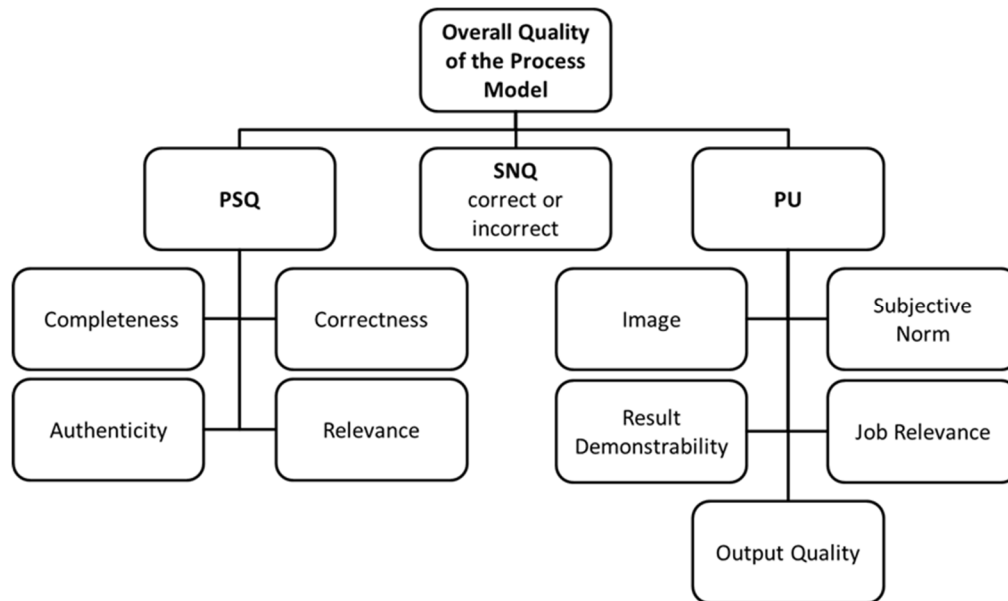 Overall Quality
of the Process
Model
PSQ
SNQ
correct or
incorrect
PU
Completeness
Correctness
Image
Subjective
Norm
Authenticity
Relevance
Result
Demonstrability
Job Relevance
Output Quality